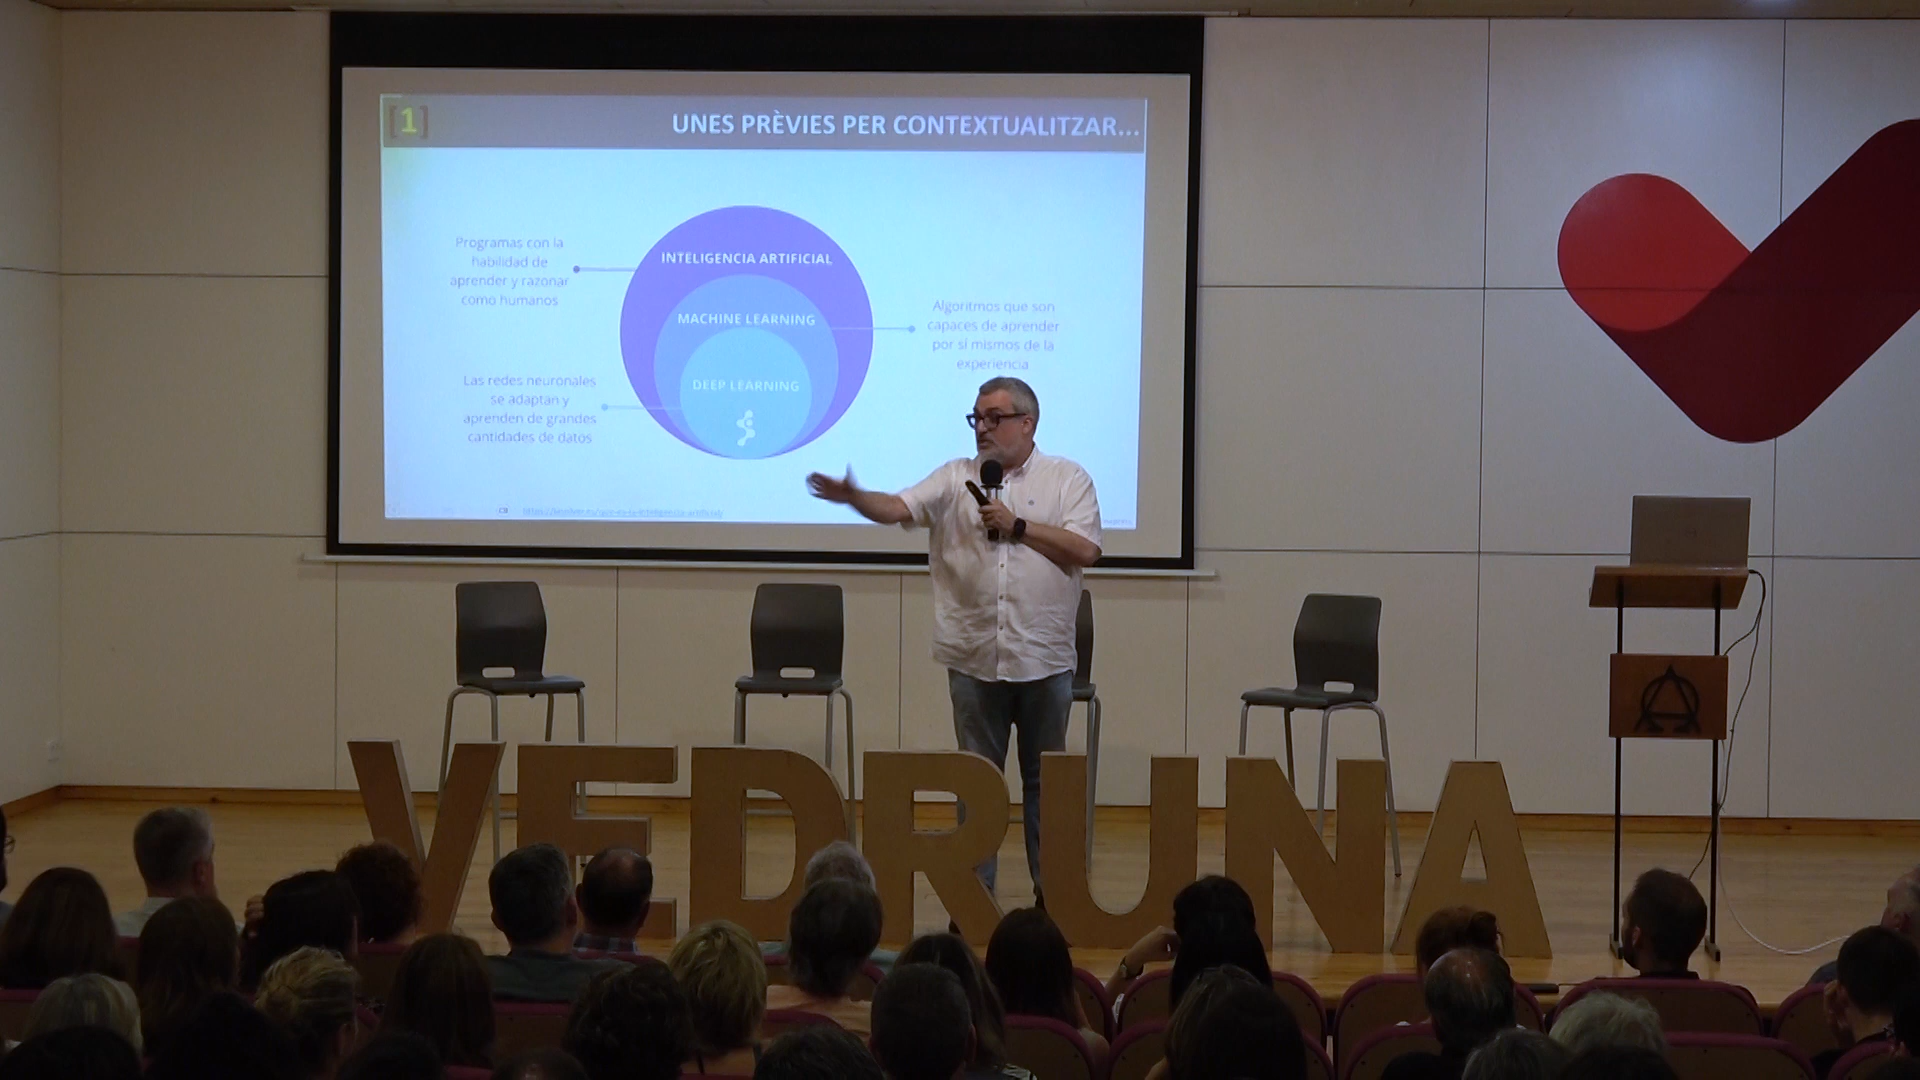 [1]
UNES PRÈVIES PER CONTEXTUALITZAR...
Programas con la
habilidad de
aprender y razonar
como humanos
INTELIGENCIA ARTIFICIAL
MACHINE LEARNING
Algoritmos que son
capaces de aprender
por sí mismos de la
experiencia
DEEP LEARNING
Las redes neuronales
se adaptan y
aprenden de grandes
cantidades de datos
VEDRUNA